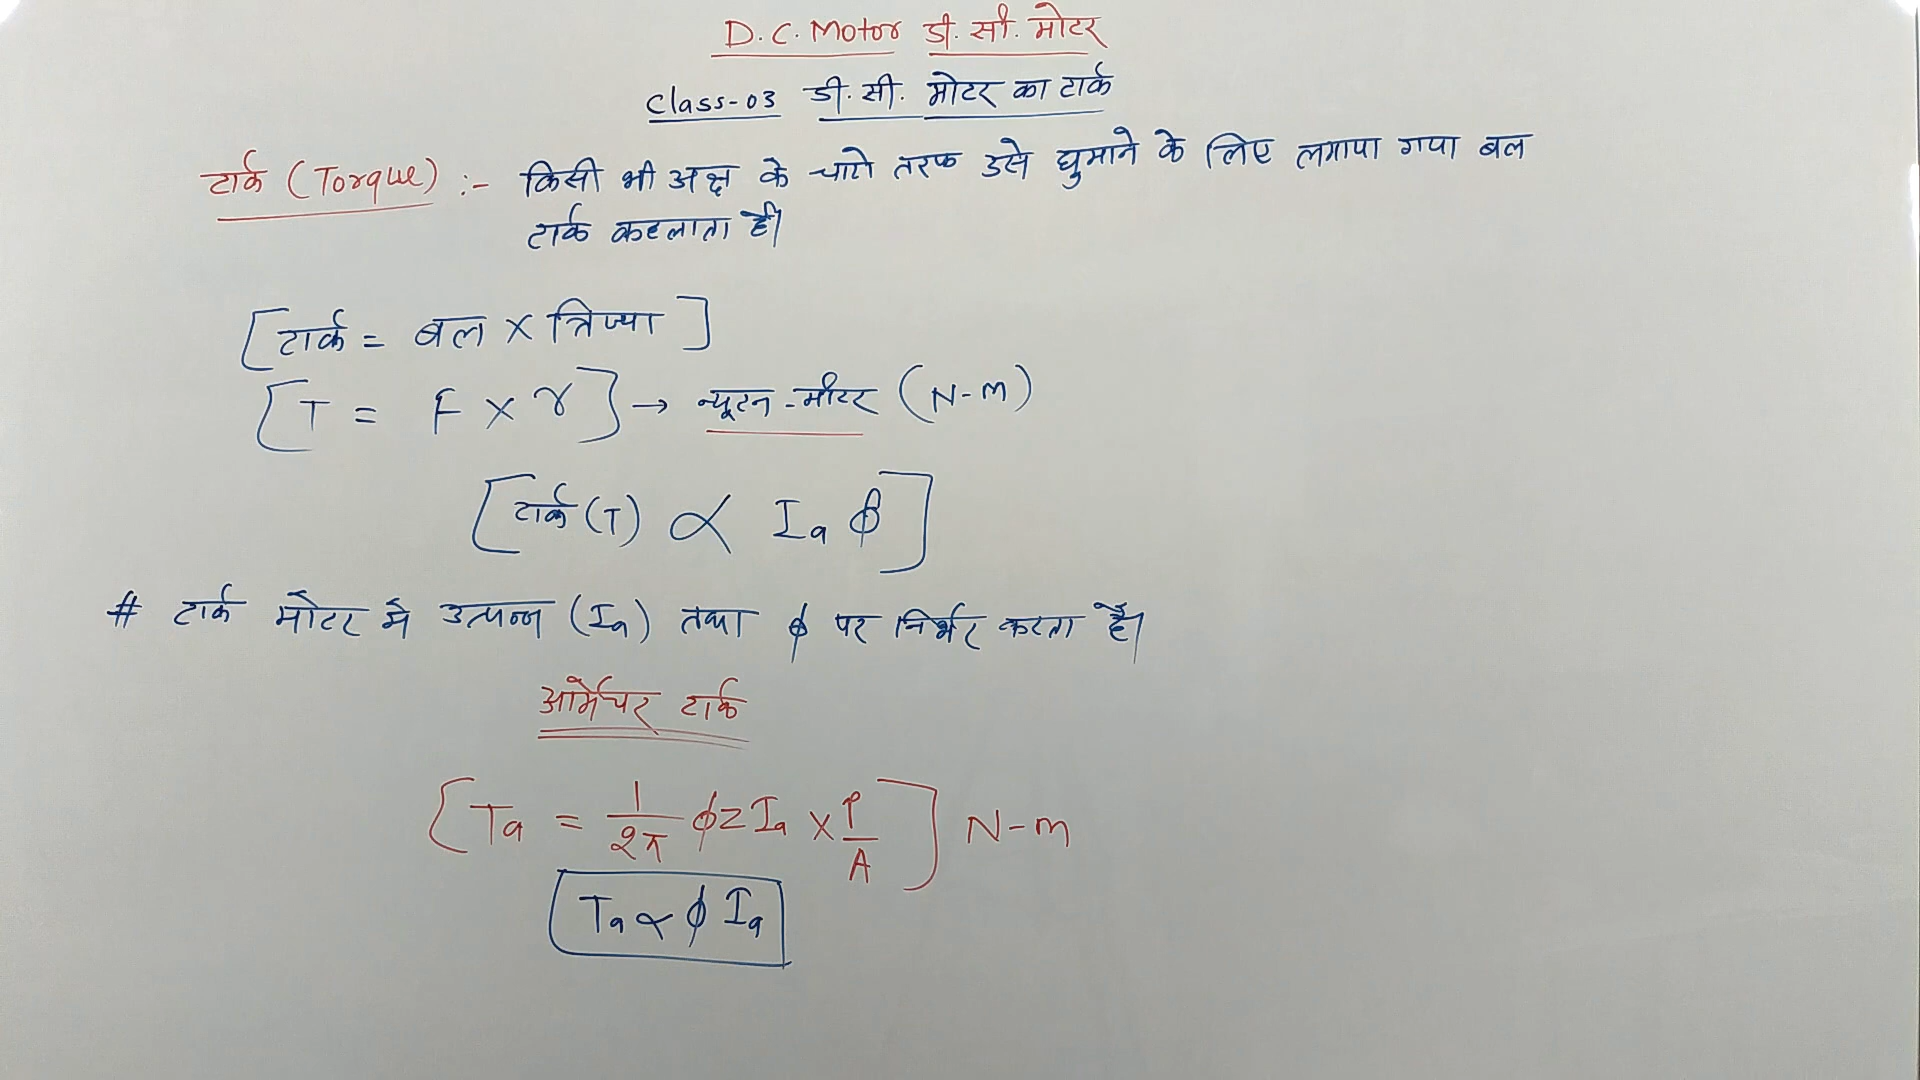 D.C. Motor डी. सी. मोटर
Class-03 डी. सी. मोटर का टार्क
टार्क (Torque) :- किसी भी अक्ष के चारो तरफ उसे घुमाने के लिए लगाया गया बल
टार्क कहलाता है।
[टार्क = बल × त्रिज्या]
[T = F × r] → न्यूटन-मीटर (N-m)
[टार्क (T) ∝ Ia ϕ]
# टार्क मोटर मे उत्पन्न (Ia) तथा ϕ पर निर्भर करता है।
आर्मेचर टार्क
[Ta = 1/2π ϕZIa × P/A] N-m
Ta ∝ ϕ Ia